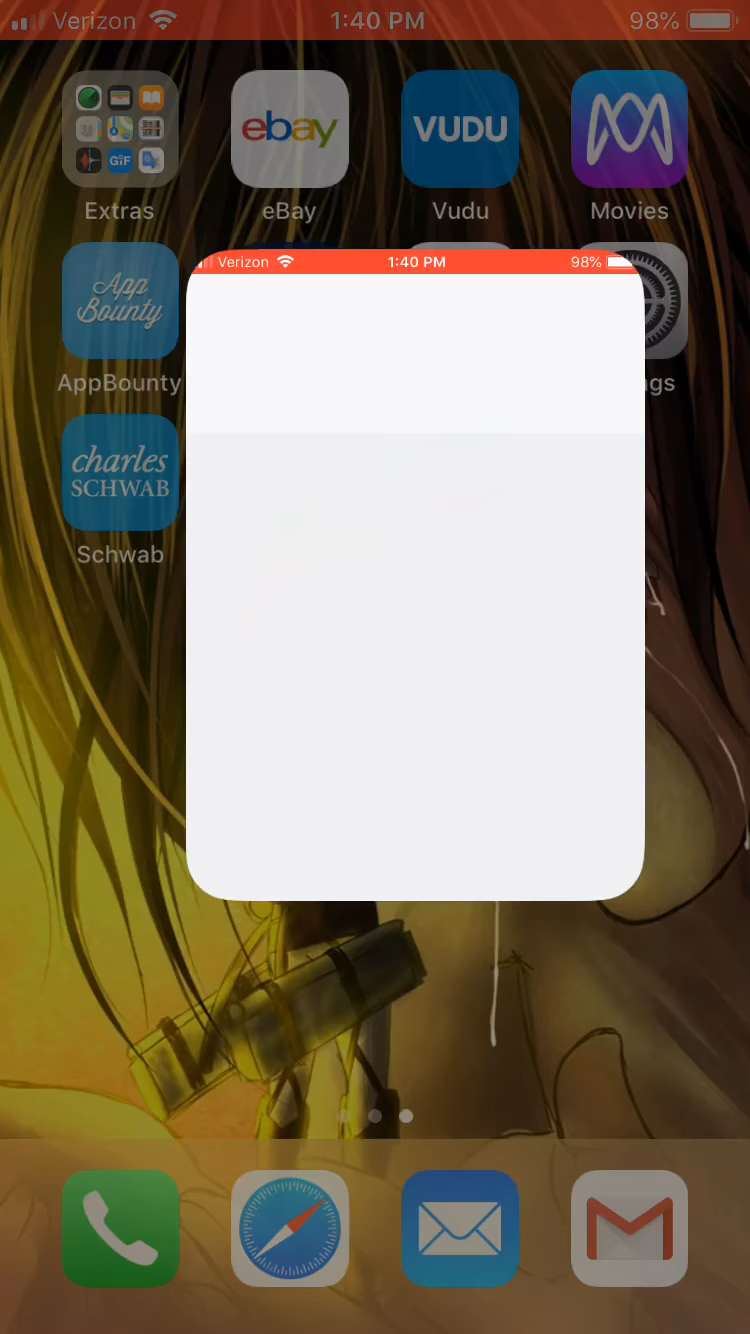 Verizon 1:40 PM 98%
ebay
VUDU
GIF
Extras eBay Vudu Movies
Verizon 1:40 PM 98%
App
Bounty
AppBounty
charles
SCHWAB
Schwab